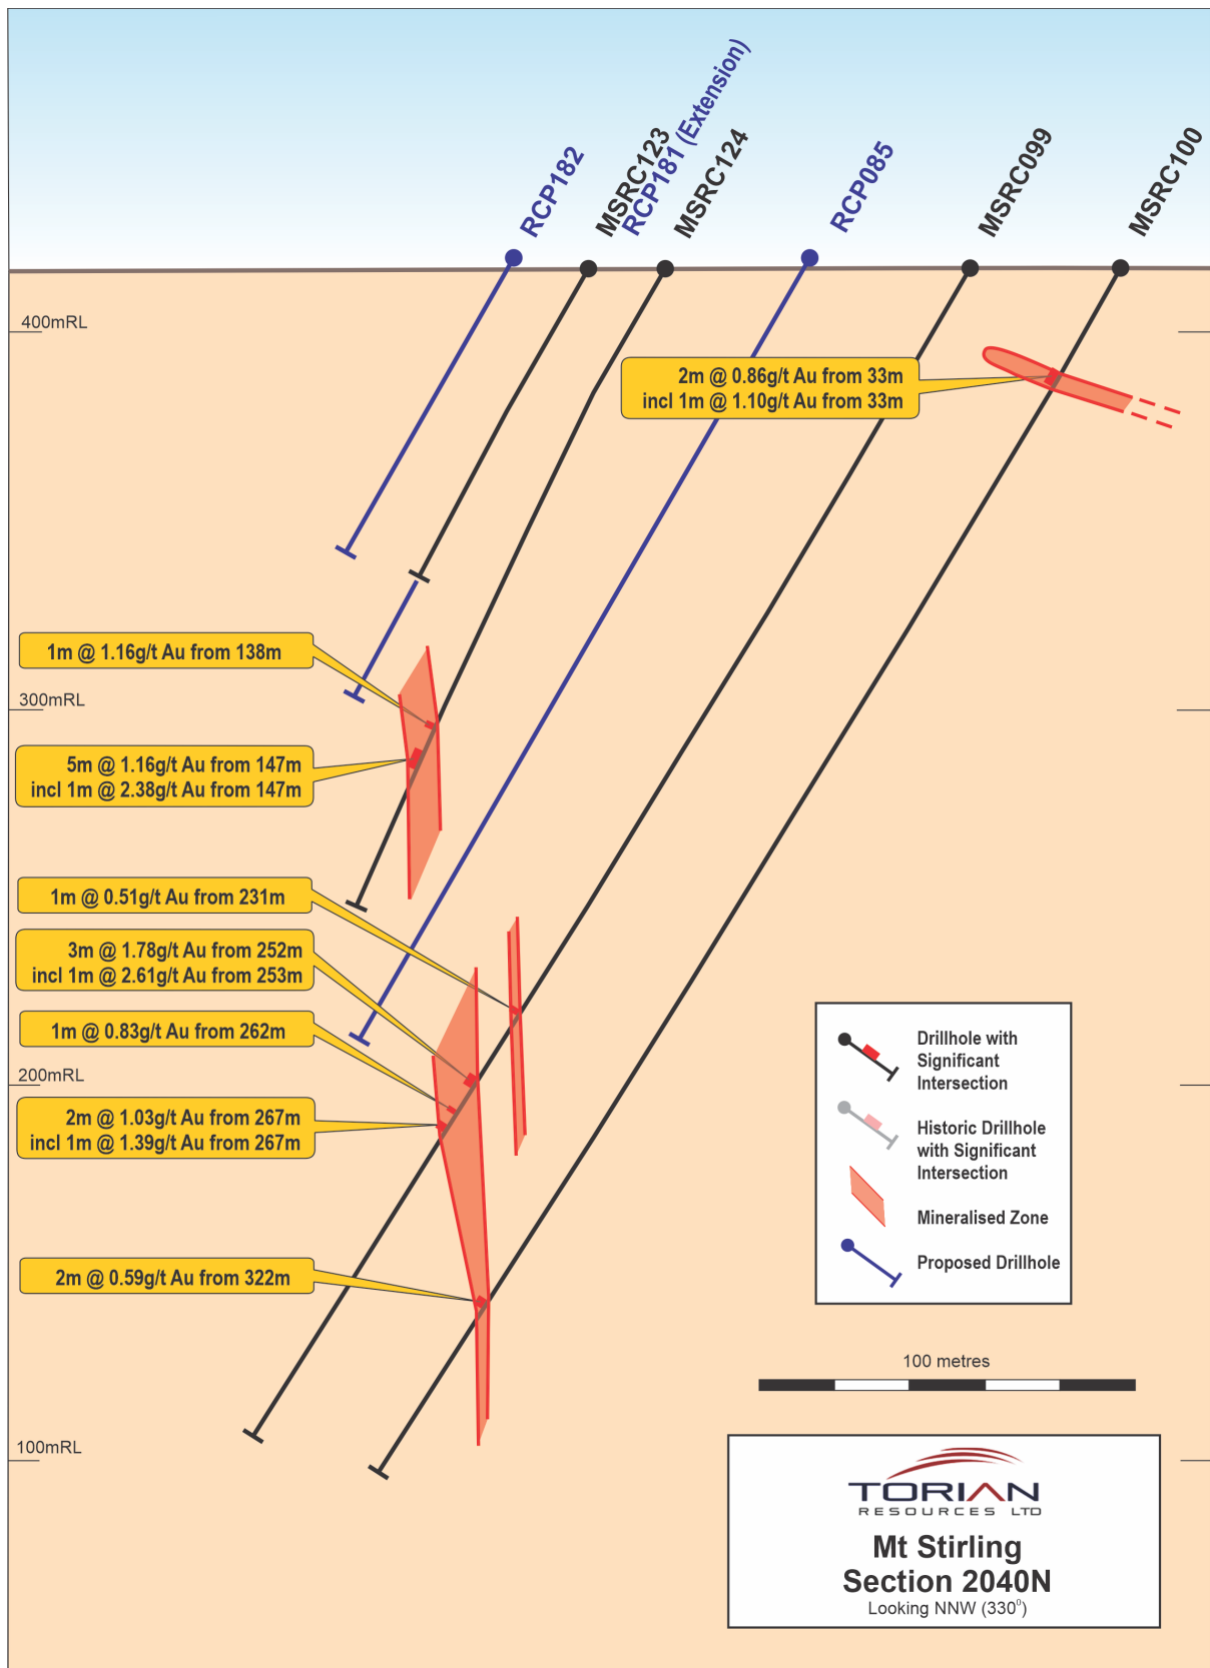 RCP182
MSRC123
RCP181 (Extension)
MSRC124
RCP085
MSRC099
MSRC100
400mRL
2m @ 0.86g/t Au from 33m
incl 1m @ 1.10g/t Au from 33m
1m @ 1.16g/t Au from 138m
300mRL
5m @ 1.16g/t Au from 147m
incl 1m @ 2.38g/t Au from 147m
1m @ 0.51g/t Au from 231m
3m @ 1.78g/t Au from 252m
incl 1m @ 2.61g/t Au from 253m
1m @ 0.83g/t Au from 262m
200mRL
2m @ 1.03g/t Au from 267m
incl 1m @ 1.39g/t Au from 267m
2m @ 0.59g/t Au from 322m
100mRL
Drillhole with
Significant
Intersection
Historic Drillhole
with Significant
Intersection
Mineralised Zone
Proposed Drillhole
100 metres
TORIAN
RESOURCES LTD
Mt Stirling
Section 2040N
Looking NNW (330⁰)